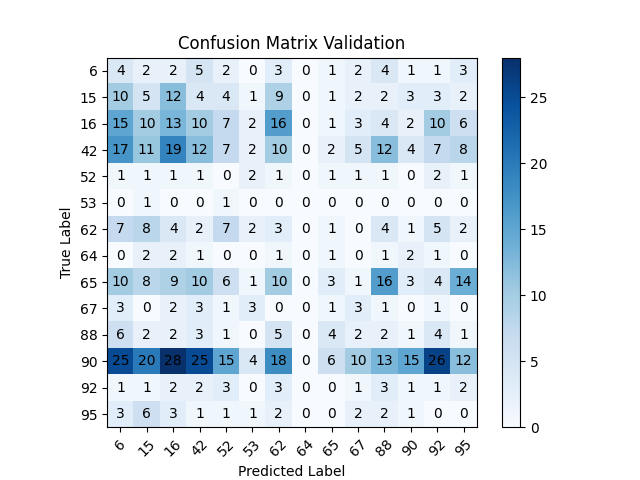 Confusion Matrix Validation
6 4 2 2 5 2 0 3 0 1 2 4 1 1 3
15 10 5 12 4 4 1 9 0 1 2 2 3 3 2
16 15 10 13 10 7 2 16 0 1 3 4 2 10 6
42 17 11 19 12 7 2 10 0 2 5 12 4 7 8
52 1 1 1 1 0 2 1 0 1 1 1 0 2 1
53 0 1 0 0 1 0 0 0 0 0 0 0 0 0
62 7 8 4 2 7 2 3 0 1 0 4 1 5 2
64 0 2 2 1 0 0 1 0 1 0 1 2 1 0
65 10 8 9 10 6 1 10 0 3 1 16 3 4 14
67 3 0 2 3 1 3 0 0 1 3 1 0 1 0
88 6 2 2 3 1 0 5 0 4 2 2 1 4 1
90 25 20 28 25 15 4 18 0 6 10 13 15 26 12
92 1 1 2 2 3 0 3 0 0 1 3 1 1 2
95 3 6 3 1 1 1 2 0 0 2 2 1 0 0
6 15 16 42 52 53 62 64 65 67 88 90 92 95
Predicted Label
True Label
25
20
15
10
5
0